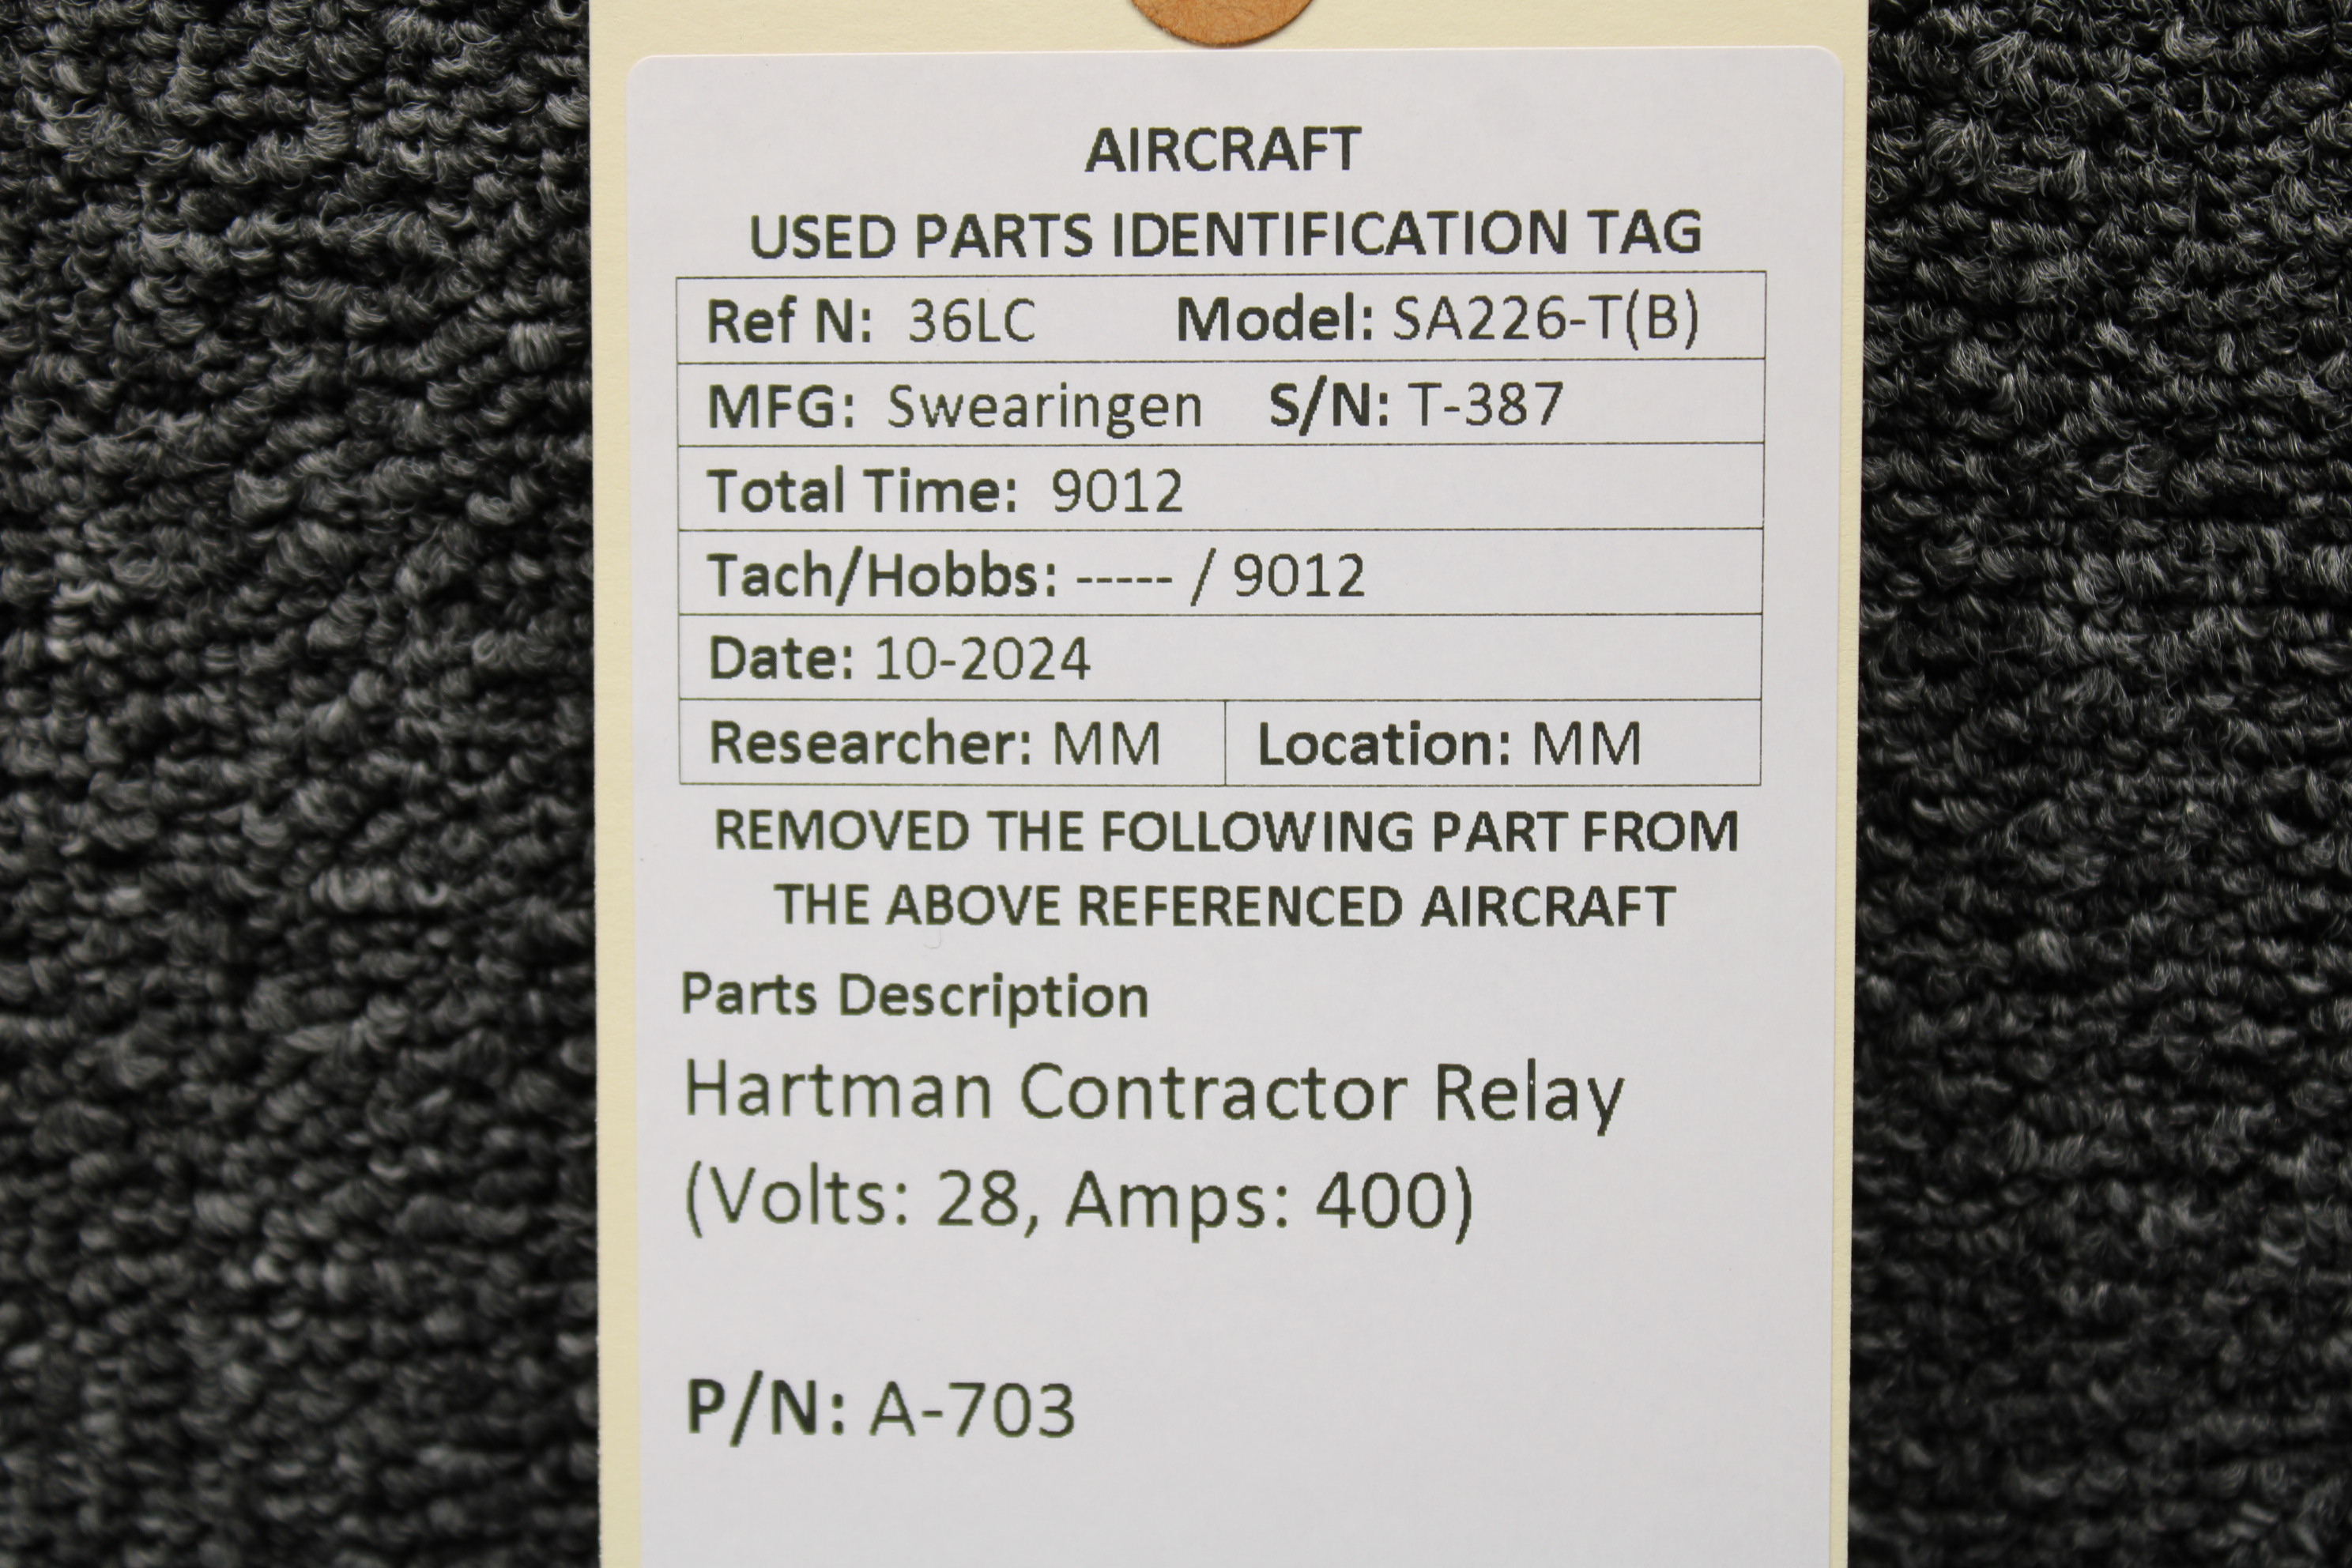 AIRCRAFT
USED PARTS IDENTIFICATION TAG
Ref N: 36LC Model: SA226-T(B)
MFG: Swearingen S/N: T-387
Total Time: 9012
Tach/Hobbs: ----- / 9012
Date: 10-2024
Researcher: MM Location: MM
REMOVED THE FOLLOWING PART FROM
THE ABOVE REFERENCED AIRCRAFT
Parts Description
Hartman Contractor Relay
(Volts: 28, Amps: 400)
P/N: A-703